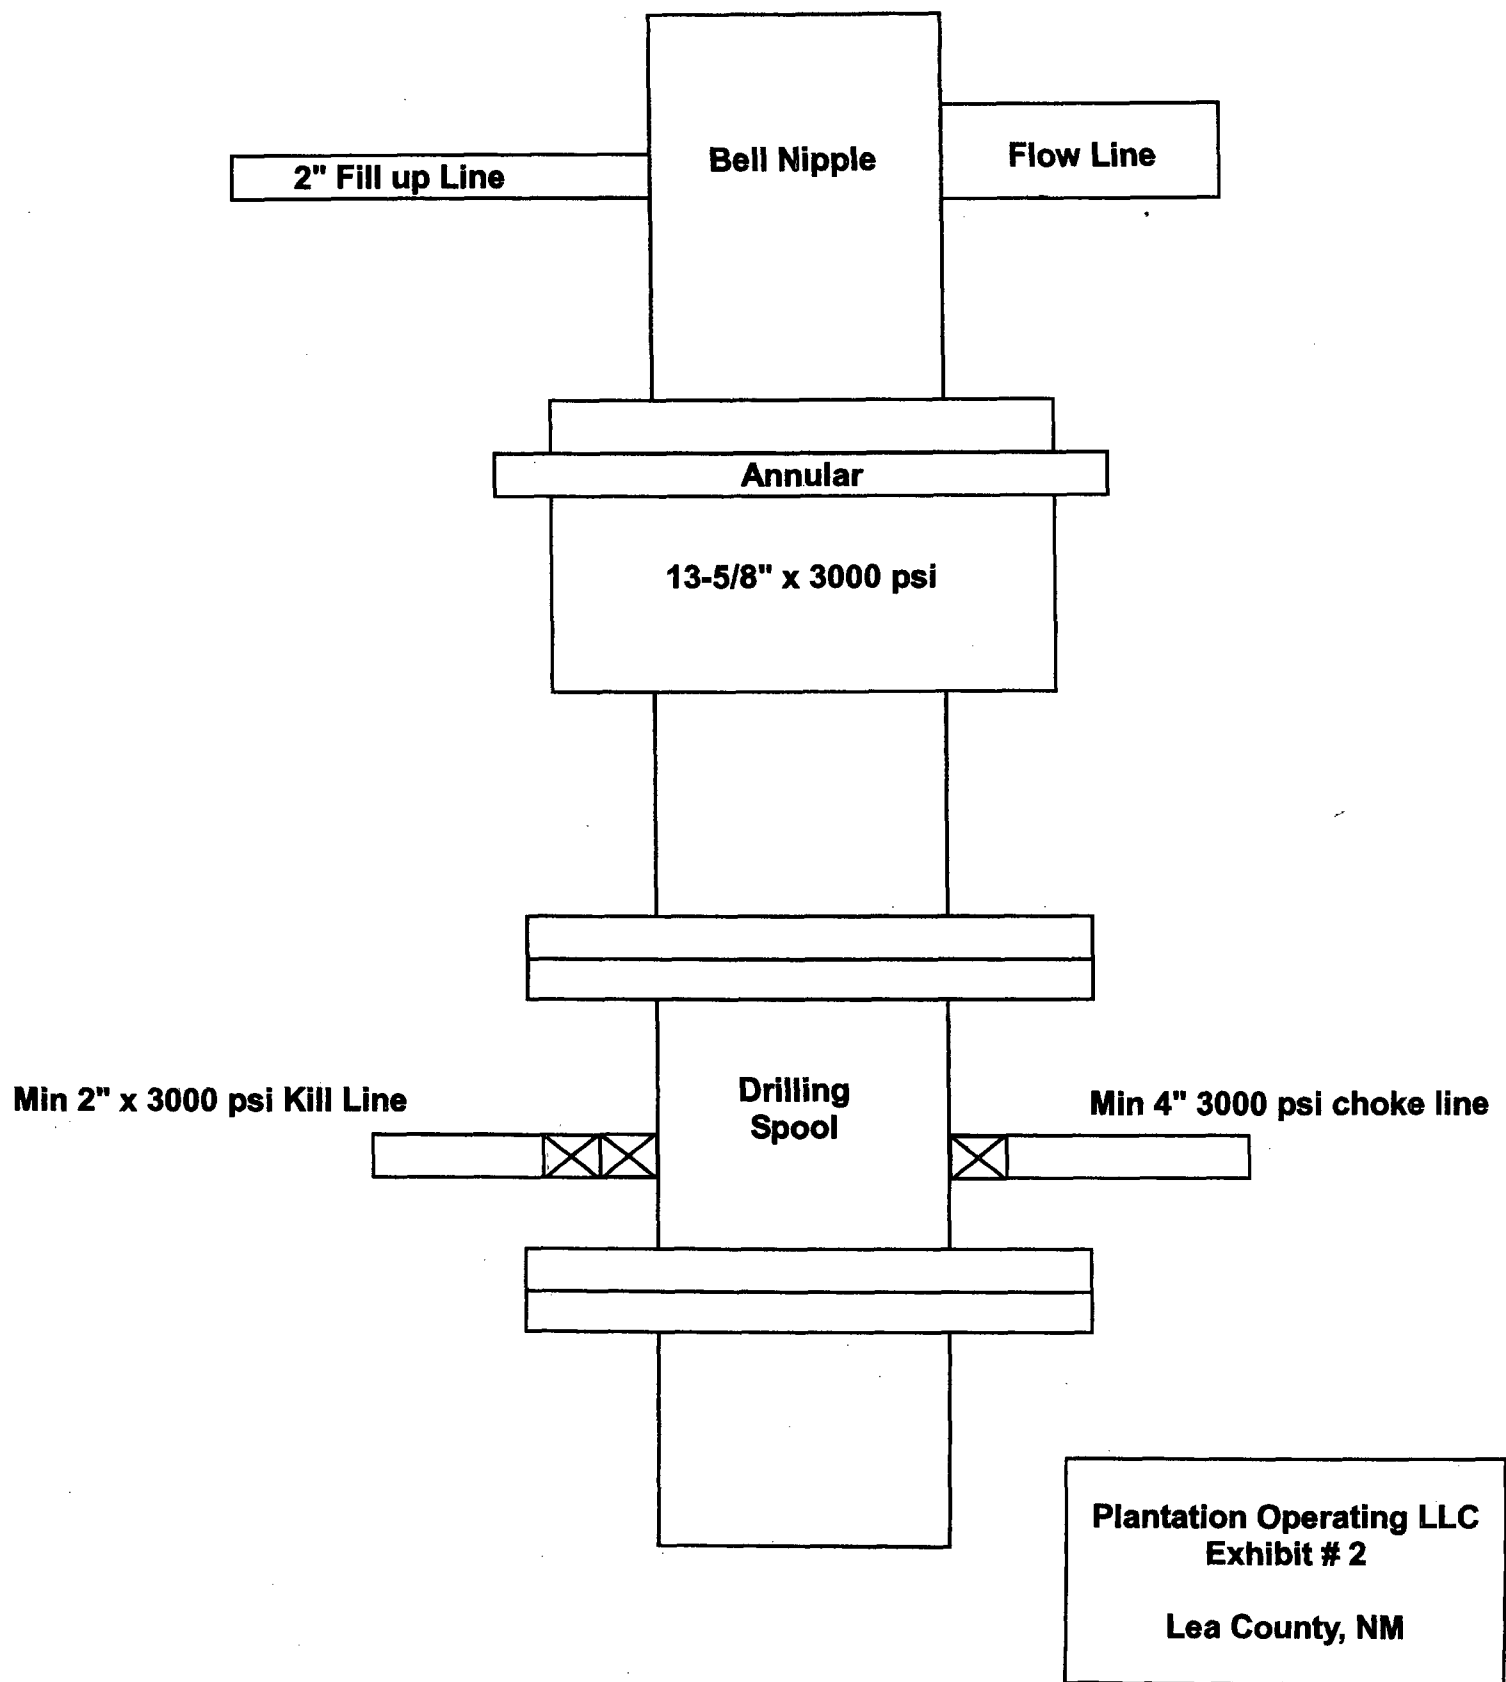 Bell Nipple
Flow Line
2" Fill up Line
Annular
13-5/8" x 3000 psi
Drilling
Spool
Min 2" x 3000 psi Kill Line
Min 4" 3000 psi choke line
Plantation Operating LLC
Exhibit # 2
Lea County, NM